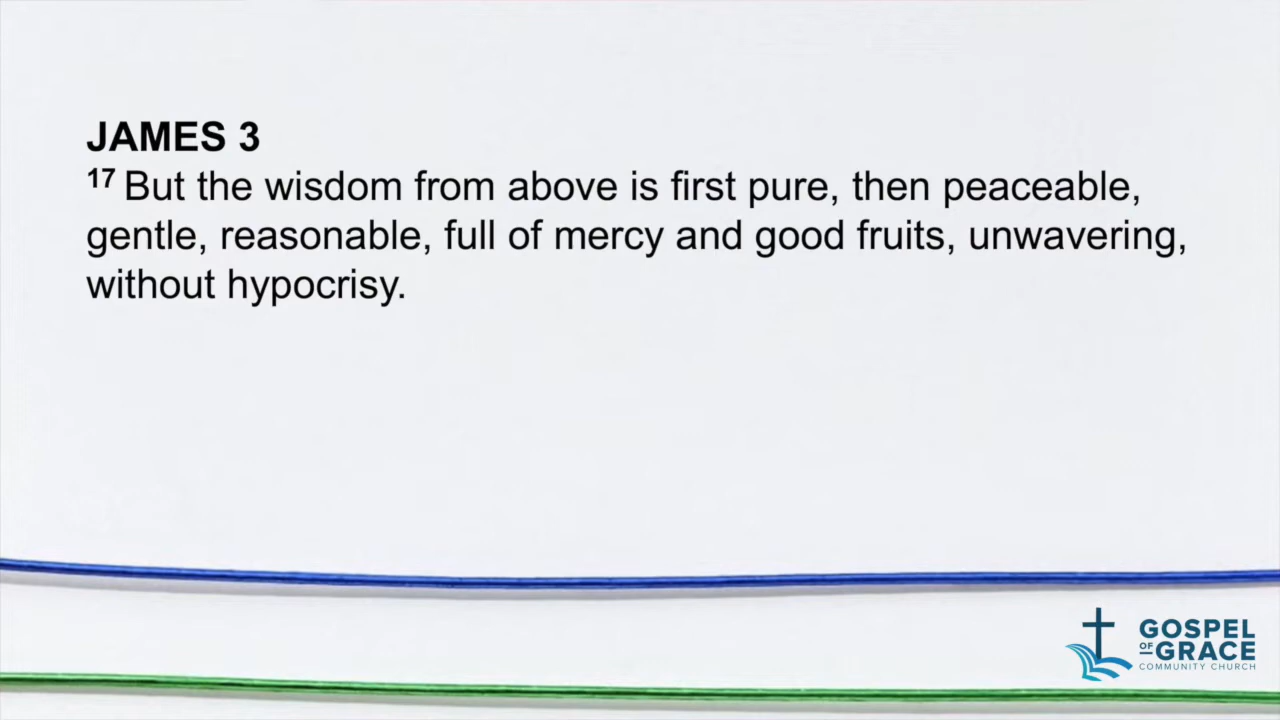 JAMES 3
17 But the wisdom from above is first pure, then peaceable,
gentle, reasonable, full of mercy and good fruits, unwavering,
without hypocrisy.
GOSPEL
OF GRACE
COMMUNITY CHURCH